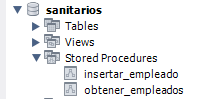 sanitarios
Tables
Views
Stored Procedures
insertar_empleado
obtener_empleados